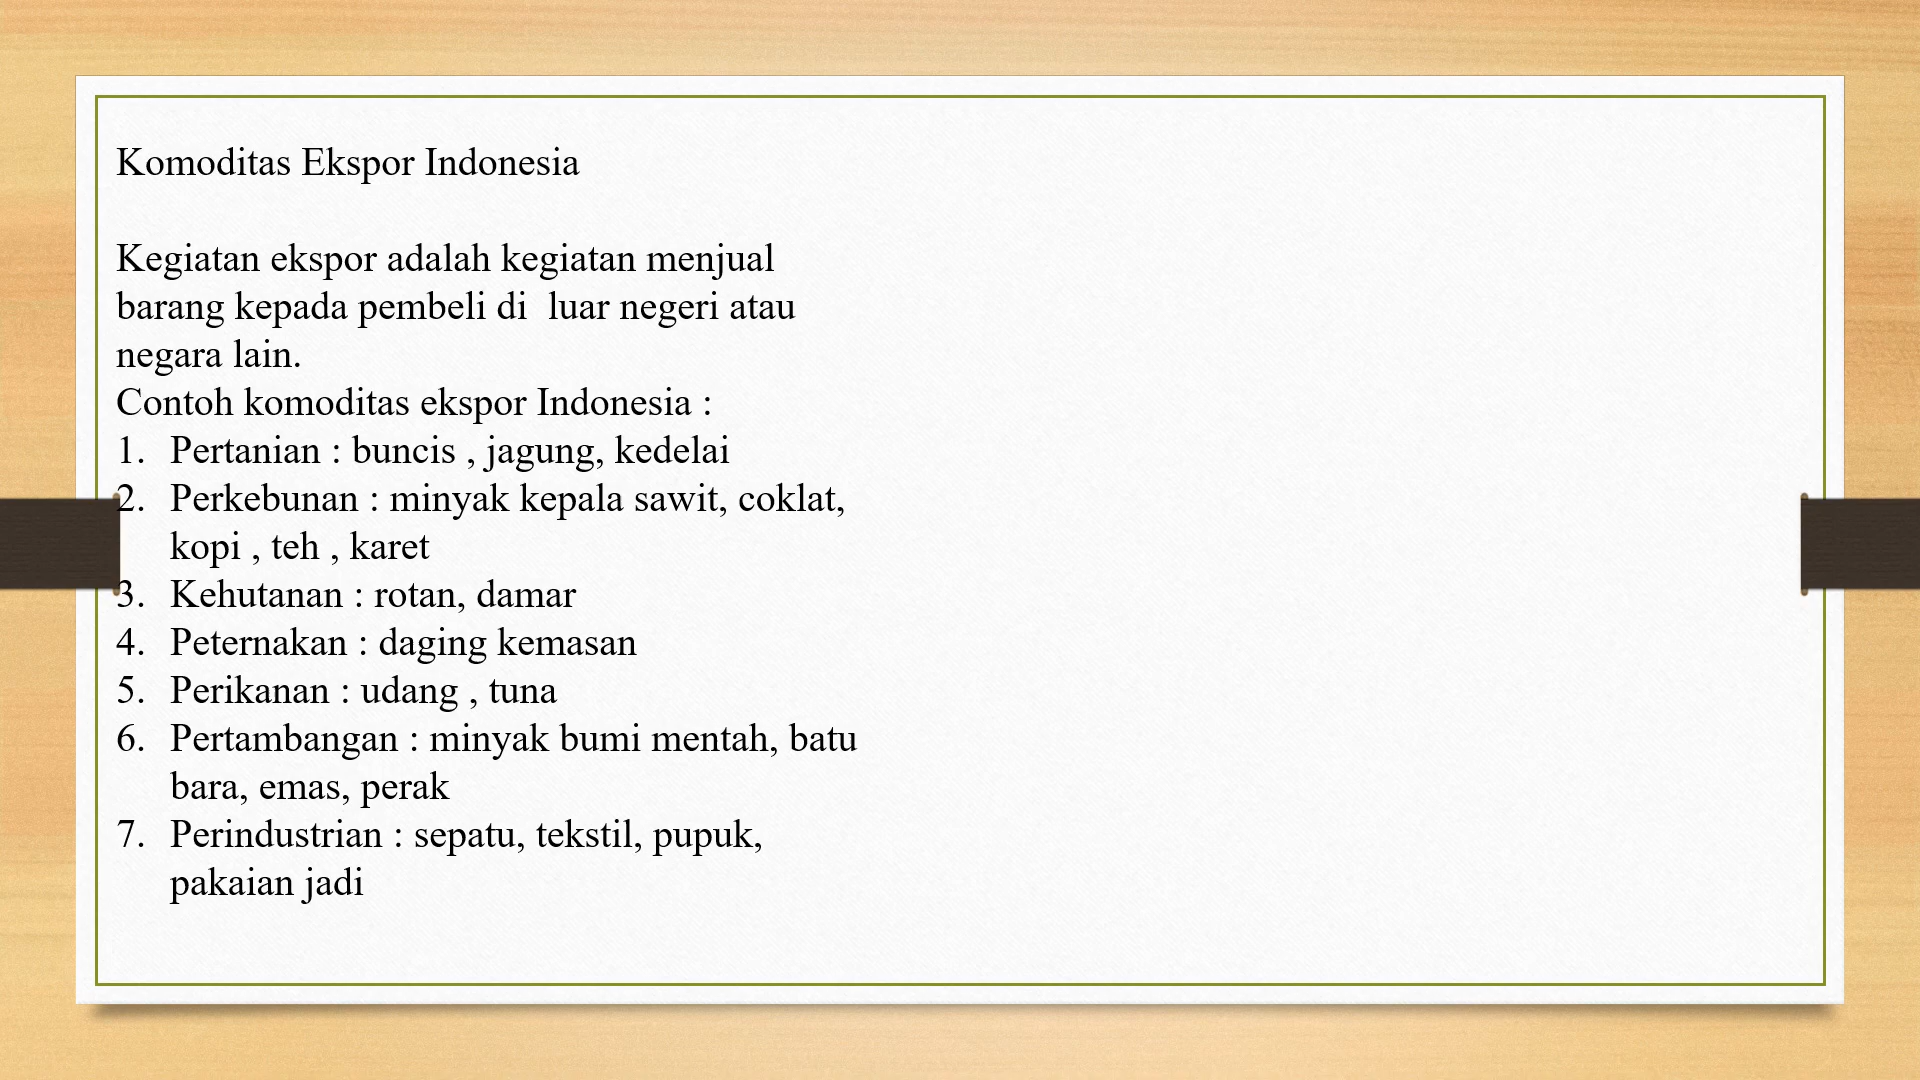 Komoditas Ekspor Indonesia
Kegiatan ekspor adalah kegiatan menjual
barang kepada pembeli di  luar negeri atau
negara lain.
Contoh komoditas ekspor Indonesia :
1. Pertanian : buncis , jagung, kedelai
2. Perkebunan : minyak kepala sawit, coklat,
kopi , teh , karet
3. Kehutanan : rotan, damar
4. Peternakan : daging kemasan
5. Perikanan : udang , tuna
6. Pertambangan : minyak bumi mentah, batu
bara, emas, perak
7. Perindustrian : sepatu, tekstil, pupuk,
pakaian jadi